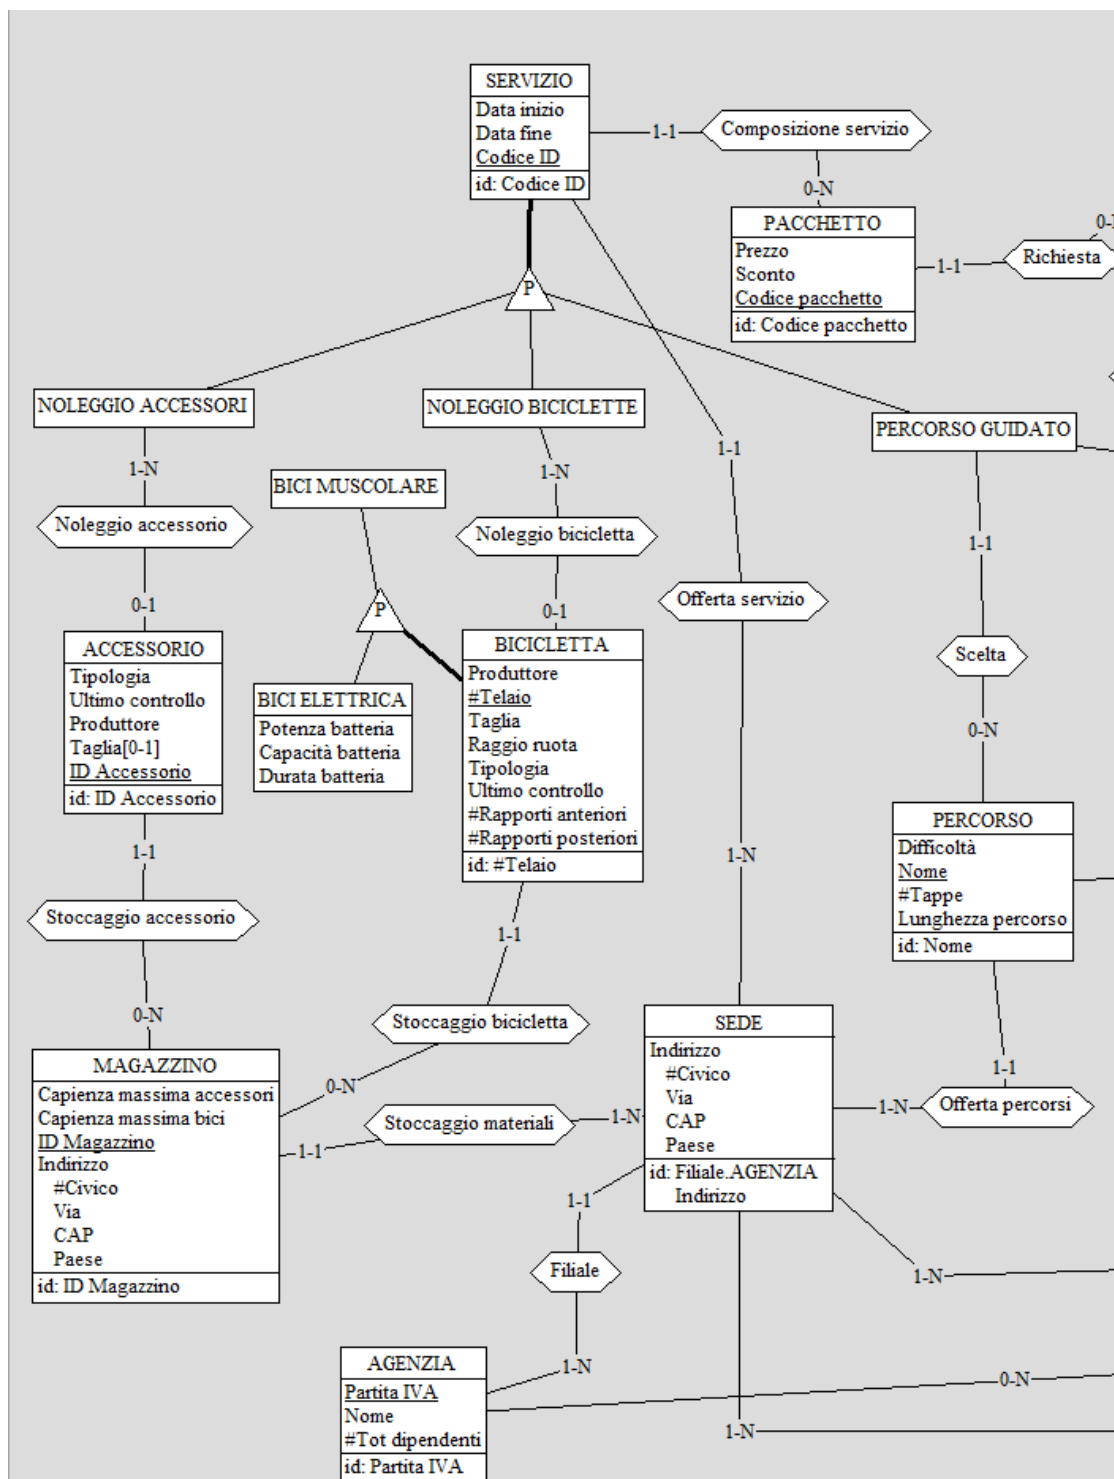 SERVIZIO
Data inizio
Data fine
Codice ID
id: Codice ID
1-1
Composizione servizio
0-N
PACCHETTO
Prezzo
Sconto
Codice pacchetto
id: Codice pacchetto
1-1
Richiesta
P
NOLEGGIO ACCESSORI
NOLEGGIO BICICLETTE
PERCORSO GUIDATO
1-N
1-N
1-1
BICI MUSCOLARE
Noleggio accessorio
Noleggio bicicletta
1-1
0-1
P
0-1
Offerta servizio
Scelta
ACCESSORIO
Tipologia
Ultimo controllo
Produttore
Taglia[0-1]
ID Accessorio
id: ID Accessorio
BICI ELETTRICA
Potenza batteria
Capacità batteria
Durata batteria
BICICLETTA
Produttore
#Telaio
Taglia
Raggio ruota
Tipologia
Ultimo controllo
#Rapporti anteriori
#Rapporti posteriori
id: #Telaio
0-N
1-1
1-N
PERCORSO
Difficoltà
Nome
#Tappe
Lunghezza percorso
id: Nome
Stoccaggio accessorio
1-1
0-N
Stoccaggio bicicletta
MAGAZZINO
Capienza massima accessori
Capienza massima bici
ID Magazzino
Indirizzo
#Civico
Via
CAP
Paese
id: ID Magazzino
0-N
1-1
Stoccaggio materiali
1-N
SEDE
Indirizzo
#Civico
Via
CAP
Paese
id: Filiale.AGENZIA
Indirizzo
1-1
1-N
Offerta percorsi
1-1
Filiale
1-N
1-N
AGENZIA
Partita IVA
Nome
#Tot dipendenti
id: Partita IVA
0-N
1-N